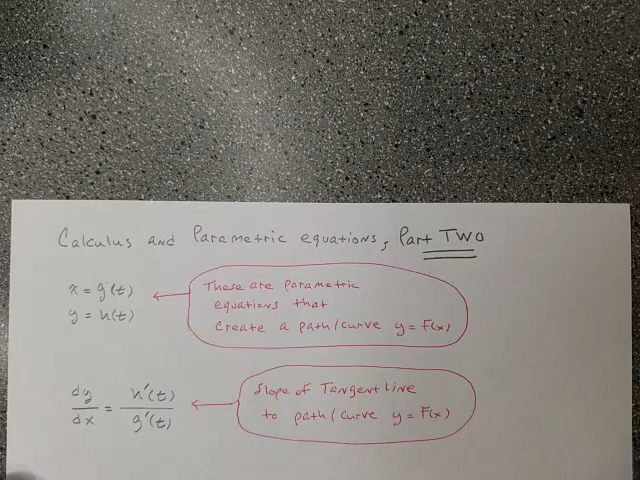 Calculus and Parametric equations, Part TWO
x = g(t)
y = h(t)
These are parametric
equations that
create a path/curve y = F(x)
dy/dx = h'(t)/g'(t)
Slope of Tangent Line
to path/curve y = F(x)